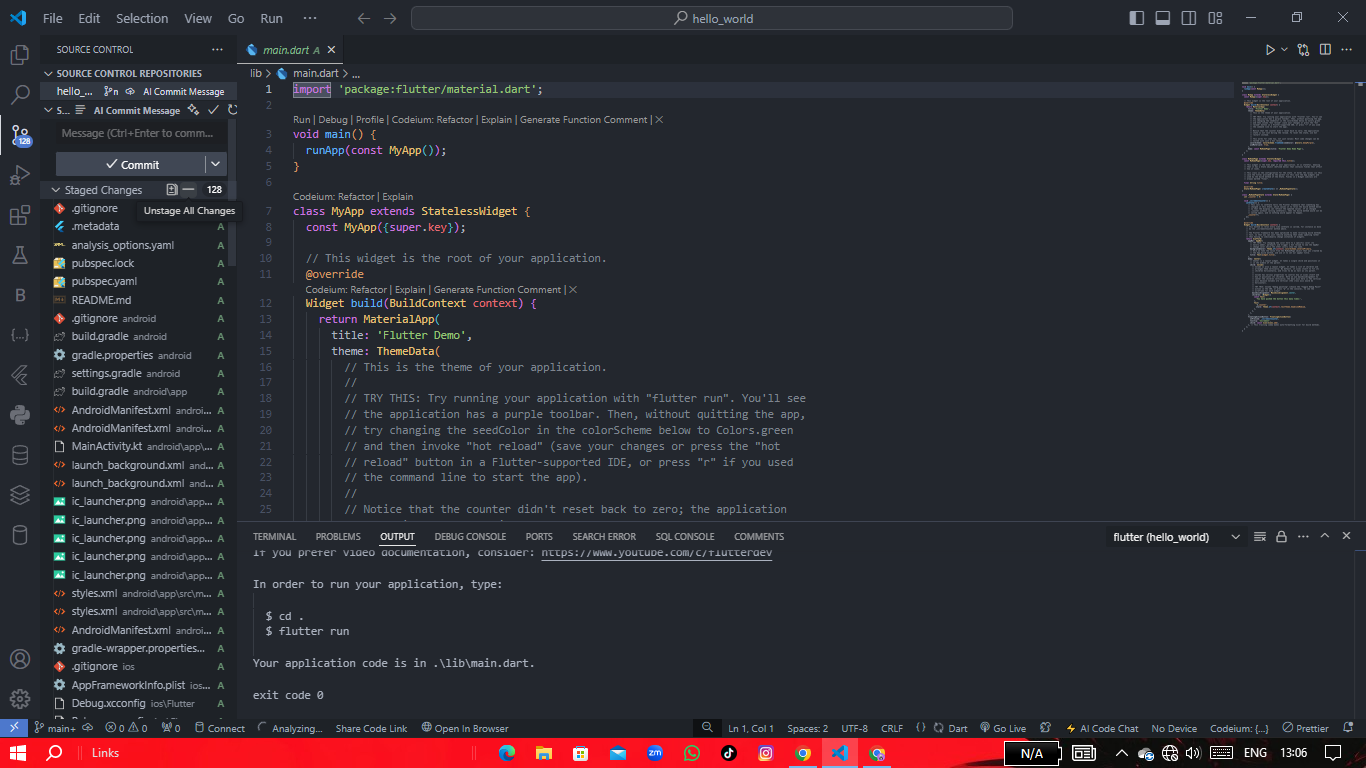 File Edit Selection View Go Run ··· hello_world
SOURCE CONTROL ···
SOURCE CONTROL REPOSITORIES
hello_... n AI Commit Message
S... AI Commit Message
Message (Ctrl+Enter to comm...
128
Commit
Staged Changes 128
Unstage All Changes
.gitignore
.metadata A
analysis_options.yaml A
pubspec.lock A
pubspec.yaml A
README.md A
.gitignore android A
build.gradle android A
gradle.properties android A
settings.gradle android A
build.gradle android\app A
AndroidManifest.xml androi... A
AndroidManifest.xml androi... A
MainActivity.kt android\app\... A
launch_background.xml and... A
launch_background.xml and... A
ic_launcher.png android\app... A
ic_launcher.png android\app... A
ic_launcher.png android\app... A
ic_launcher.png android\app... A
ic_launcher.png android\app... A
styles.xml android\app\src\m... A
styles.xml android\app\src\m... A
AndroidManifest.xml androi... A
gradle-wrapper.properties... A
.gitignore ios A
AppFrameworkInfo.plist ios... A
Debug.xcconfig ios\Flutter A
main.dart A
lib > main.dart > ...
1 import 'package:flutter/material.dart';
2
Run | Debug | Profile | Codeium: Refactor | Explain | Generate Function Comment | X
3 void main() {
4 runApp(const MyApp());
5 }
6
Codeium: Refactor | Explain
7 class MyApp extends StatelessWidget {
8 const MyApp({super.key});
9
10 // This widget is the root of your application.
11 @override
Codeium: Refactor | Explain | Generate Function Comment | X
12 Widget build(BuildContext context) {
13 return MaterialApp(
14 title: 'Flutter Demo',
15 theme: ThemeData(
16 // This is the theme of your application.
17 //
18 // TRY THIS: Try running your application with "flutter run". You'll see
19 // the application has a purple toolbar. Then, without quitting the app,
20 // try changing the seedColor in the colorScheme below to Colors.green
21 // and then invoke "hot reload" (save your changes or press the "hot
22 // reload" button in a Flutter-supported IDE, or press "r" if you used
23 // the command line to start the app).
24 //
25 // Notice that the counter didn't reset back to zero; the application
TERMINAL PROBLEMS OUTPUT DEBUG CONSOLE PORTS SEARCH ERROR SQL CONSOLE COMMENTS flutter (hello_world)
If you prefer video documentation, consider: https://www.youtube.com/c/flutterdev
In order to run your application, type:
$ cd .
$ flutter run
Your application code is in .\lib\main.dart.
exit code 0
main+ 0 0 0 Connect Analyzing... Share Code Link Open In Browser Ln 1, Col 1 Spaces: 2 UTF-8 CRLF {} Dart Go Live AI Code Chat No Device Codeium: {...} Prettier
Links N/A ENG 13:06